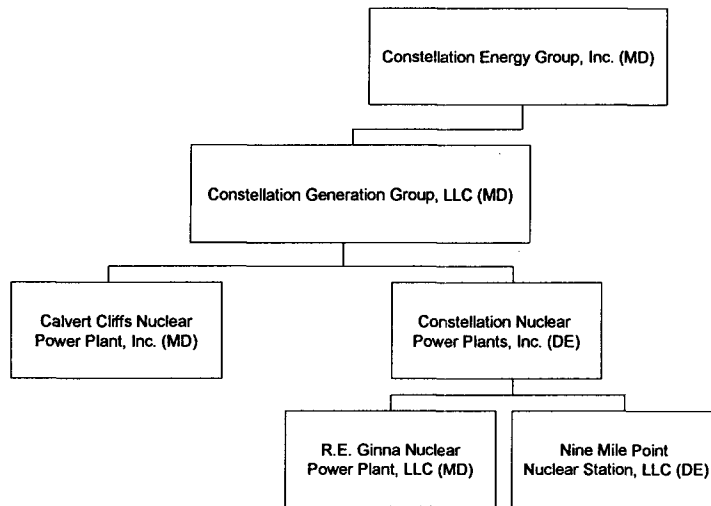 Constellation Energy Group, Inc. (MD)
Constellation Generation Group, LLC (MD)
Calvert Cliffs Nuclear
Power Plant, Inc. (MD)
Constellation Nuclear
Power Plants, Inc. (DE)
R.E. Ginna Nuclear
Power Plant, LLC (MD)
Nine Mile Point
Nuclear Station, LLC (DE)